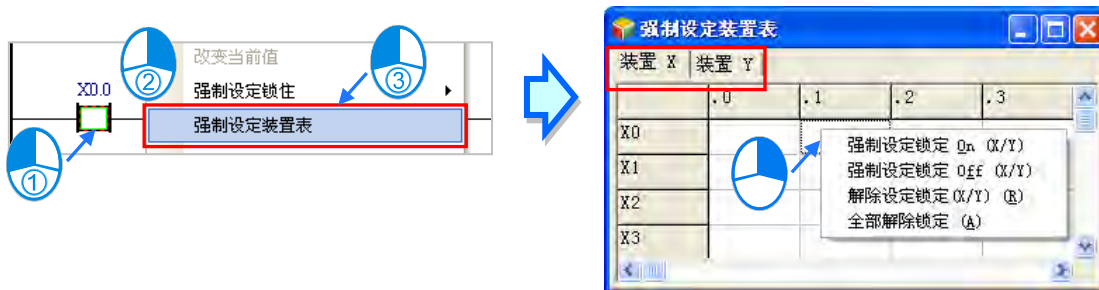 改变当前值
X0.0
强制设定锁住
强制设定装置表
①
②
③
强制设定装置表
装置 X
装置 Y
.0
.1
.2
.3
X0
X1
X2
X3
强制设定锁定 On (X/Y)
强制设定锁定 Off (X/Y)
解除设定锁定(X/Y) (R)
全部解除锁定 (A)